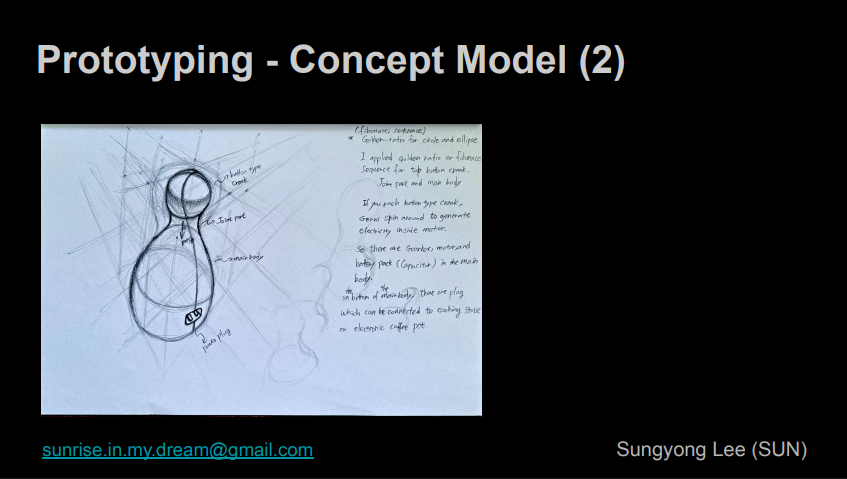 Prototyping - Concept Model (2)
(fibonacci sequence)
* Golden-ratio for circle and ellipse
I applied golden ratio or fibonacci
sequence for top button crank.
Joint part and main body
If you push button type crank,
Gears spin around to generate
electricity inside motor.
So there are Gearbox, motor, and
battery pack (Capacitor) in the main
body.
the the
on bottom of main body, there are plug
which can be connected to cooking stove
or electronic coffee pot
button type
crank
Joint part
push
main body
power plug
sunrise.in.my.dream@gmail.com
Sungyong Lee (SUN)